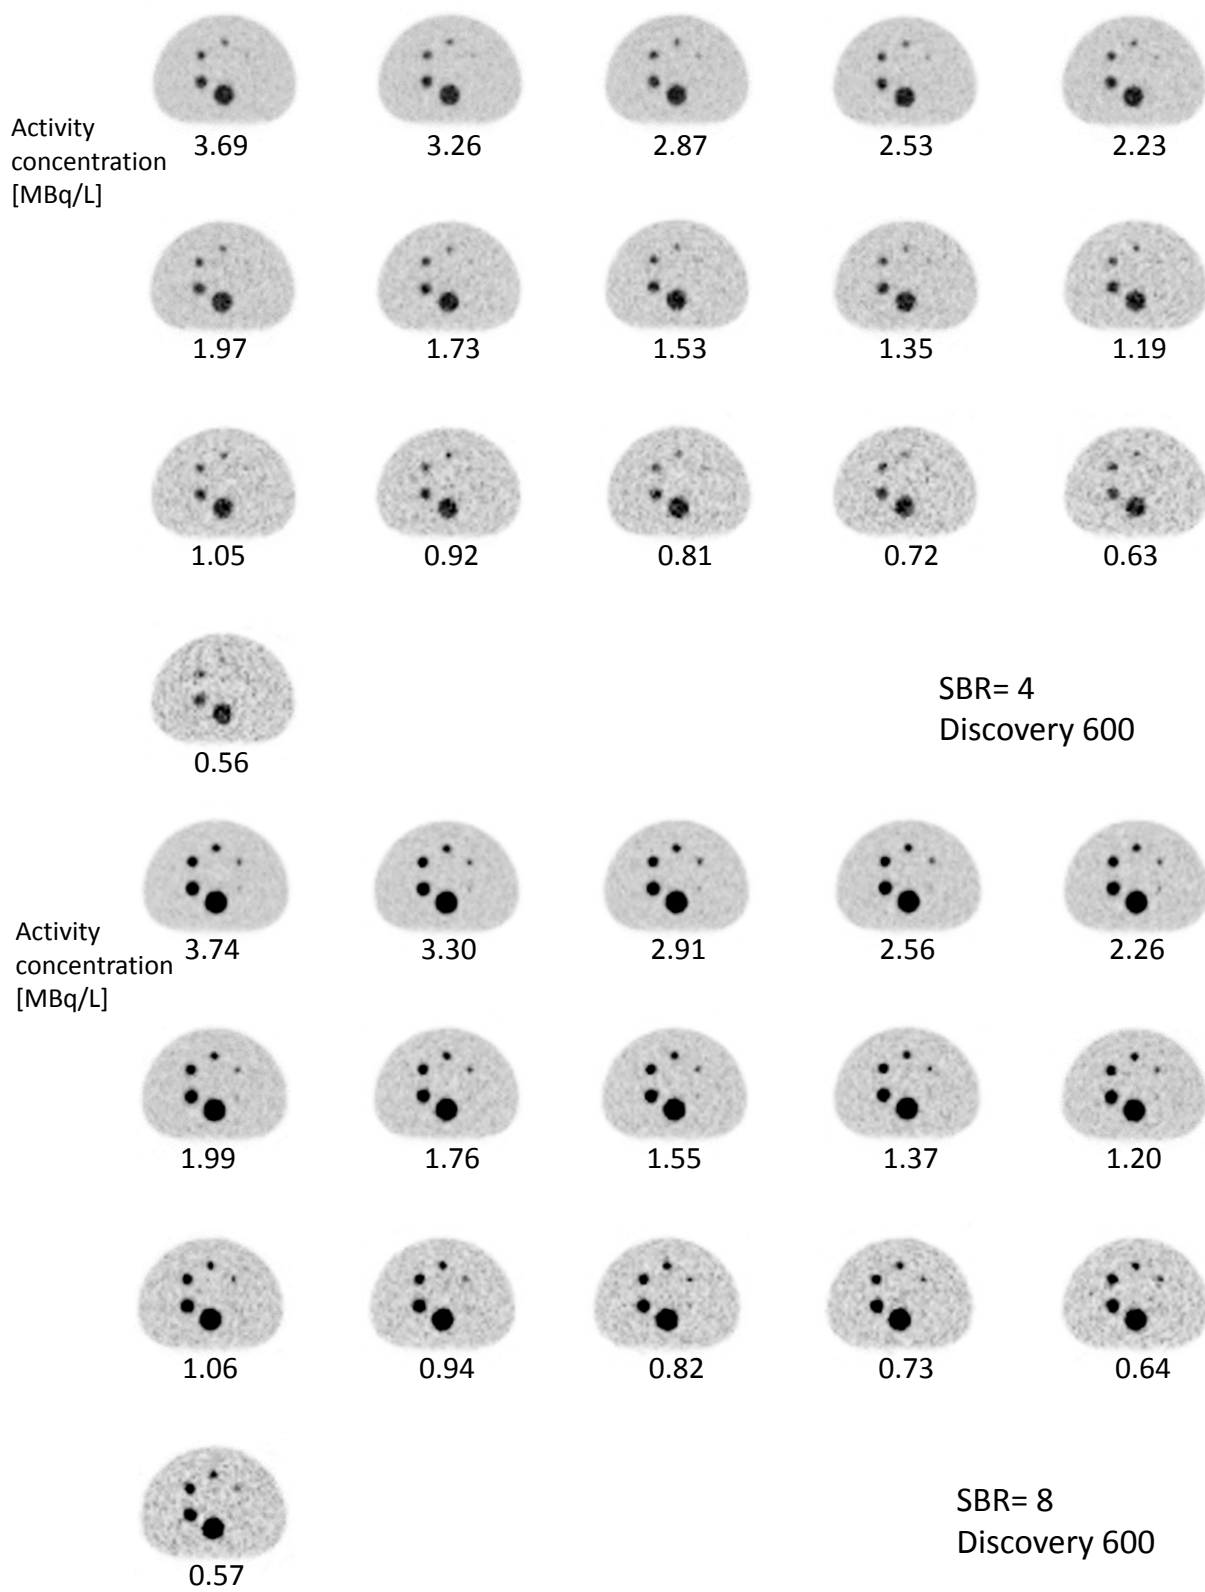 Activity
concentration
[MBq/L]
3.69 3.26 2.87 2.53 2.23
1.97 1.73 1.53 1.35 1.19
1.05 0.92 0.81 0.72 0.63
0.56
SBR= 4
Discovery 600
Activity
concentration
[MBq/L]
3.74 3.30 2.91 2.56 2.26
1.99 1.76 1.55 1.37 1.20
1.06 0.94 0.82 0.73 0.64
0.57
SBR= 8
Discovery 600